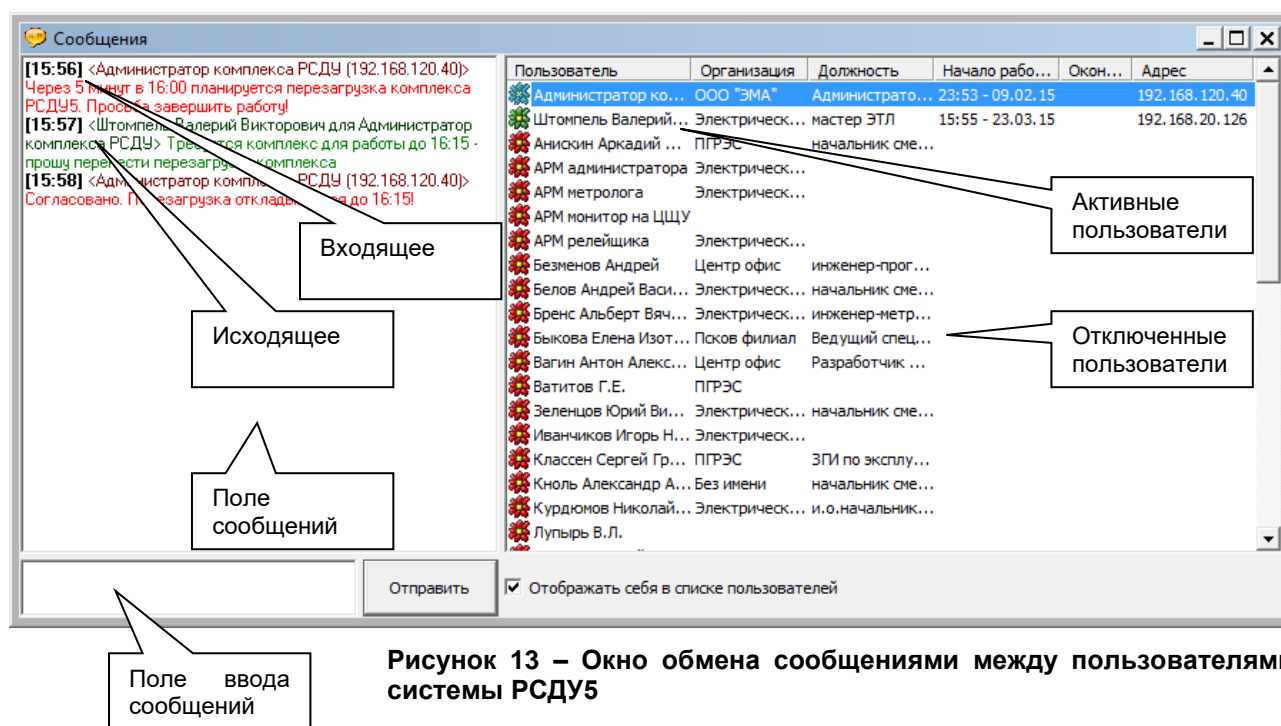 Сообщения
[15:56] <Администратор комплекса РСДУ (192.168.120.40)>
Через 5 минут в 16:00 планируется перезагрузка комплекса
РСДУ5. Просьба завершить работу!
[15:57] <Штомпель Валерий Викторович для Администратор
комплекса РСДУ> Требуется комплекс для работы до 16:15 -
прошу перенести перезагрузку комплекса
[15:58] <Администратор комплекса РСДУ (192.168.120.40)>
Согласовано. Перезагрузка откладывается до 16:15!
Входящее
Исходящее
Поле
сообщений
Пользователь Организация Должность Начало рабо... Окон... Адрес
Администратор ко... ООО "ЭМА" Администрато... 23:53 - 09.02.15 192.168.120.40
Штомпель Валерий... Электрическ... мастер ЭТЛ 15:55 - 23.03.15 192.168.20.126
Анискин Аркадий ... ПГРЭС начальник сме...
АРМ администратора Электрическ...
АРМ метролога Электрическ...
АРМ монитор на ЦЩУ
АРМ релейщика Электрическ...
Безменов Андрей Центр офис инженер-прог...
Белов Андрей Васи... Электрическ... начальник сме...
Бренс Альберт Вяч... Электрическ... инженер-метр...
Быкова Елена Изот... Псков филиал Ведущий спец...
Вагин Антон Алекс... Центр офис Разработчик ...
Ватитов Г.Е. ПГРЭС
Зеленцов Юрий Ви... Электрическ... начальник сме...
Иванчиков Игорь Н... Электрическ...
Классен Сергей Гр... ПГРЭС ЗГИ по эксплу...
Кноль Александр А... Без имени начальник сме...
Курдюмов Николай... Электрическ... и.о.начальник...
Лупырь В.Л.
Активные
пользователи
Отключенные
пользователи
Отправить
Отображать себя в списке пользователей
Поле ввода
сообщений
Рисунок 13 – Окно обмена сообщениями между пользователями
системы РСДУ5